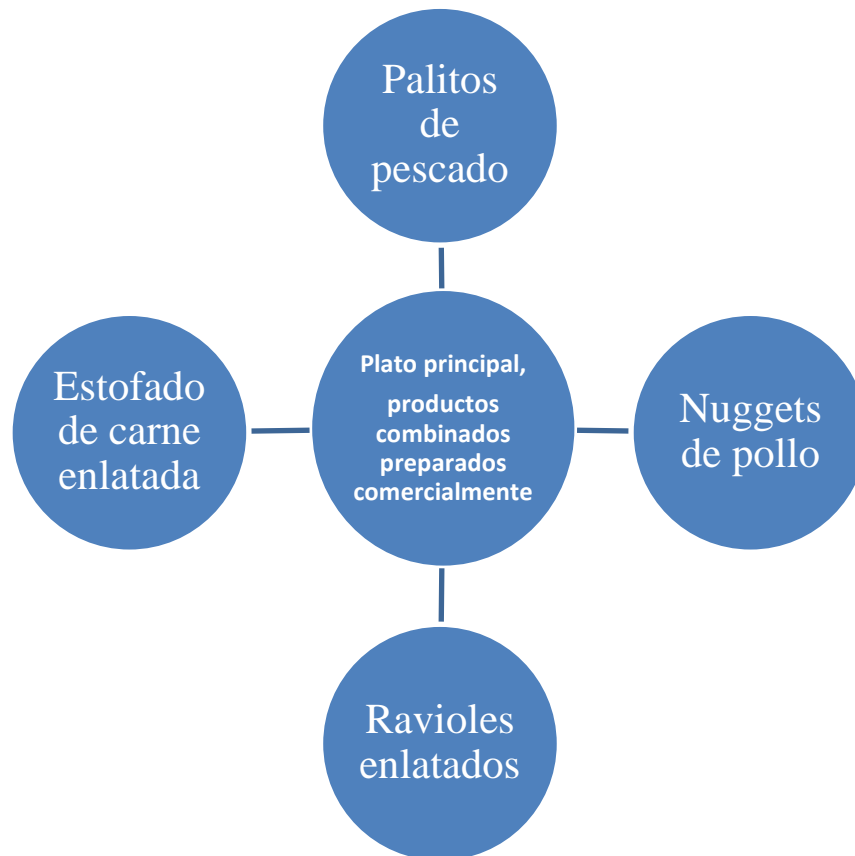 Palitos
de
pescado
Estofado
de carne
enlatada
Plato principal,
productos
combinados
preparados
comercialmente
Nuggets
de pollo
Ravioles
enlatados